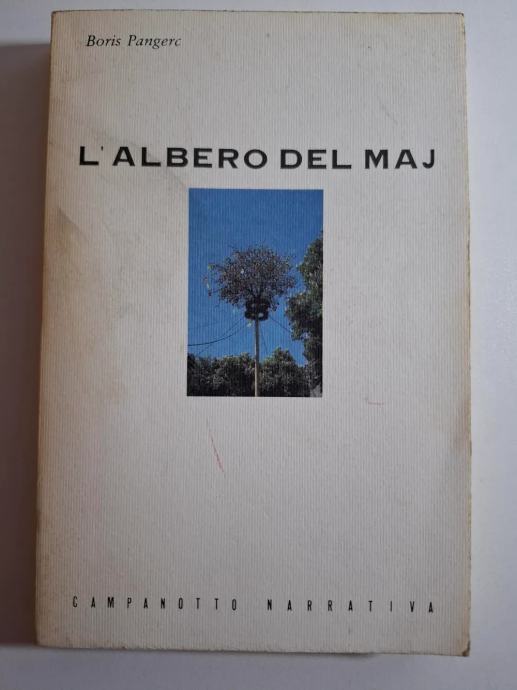 Boris Pangerc
L'ALBERO DEL MAJ
CAMPANOTTO NARRATIVA